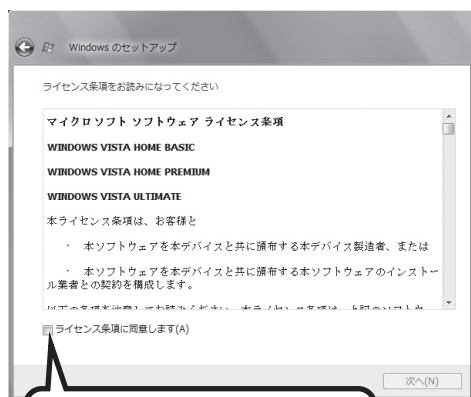 Windows のセットアップ
ライセンス条項をお読みになってください
マイクロソフト ソフトウェア ライセンス条項
WINDOWS VISTA HOME BASIC
WINDOWS VISTA HOME PREMIUM
WINDOWS VISTA ULTIMATE
本ライセンス条項は、お客様と
・ 本ソフトウェアを本デバイスと共に頒布する本デバイス製造者、または
・ 本ソフトウェアを本デバイスと共に頒布する本ソフトウェアのインストー
ル業者との契約を構成します。
ライセンス条項に同意します(A)
次へ(N)